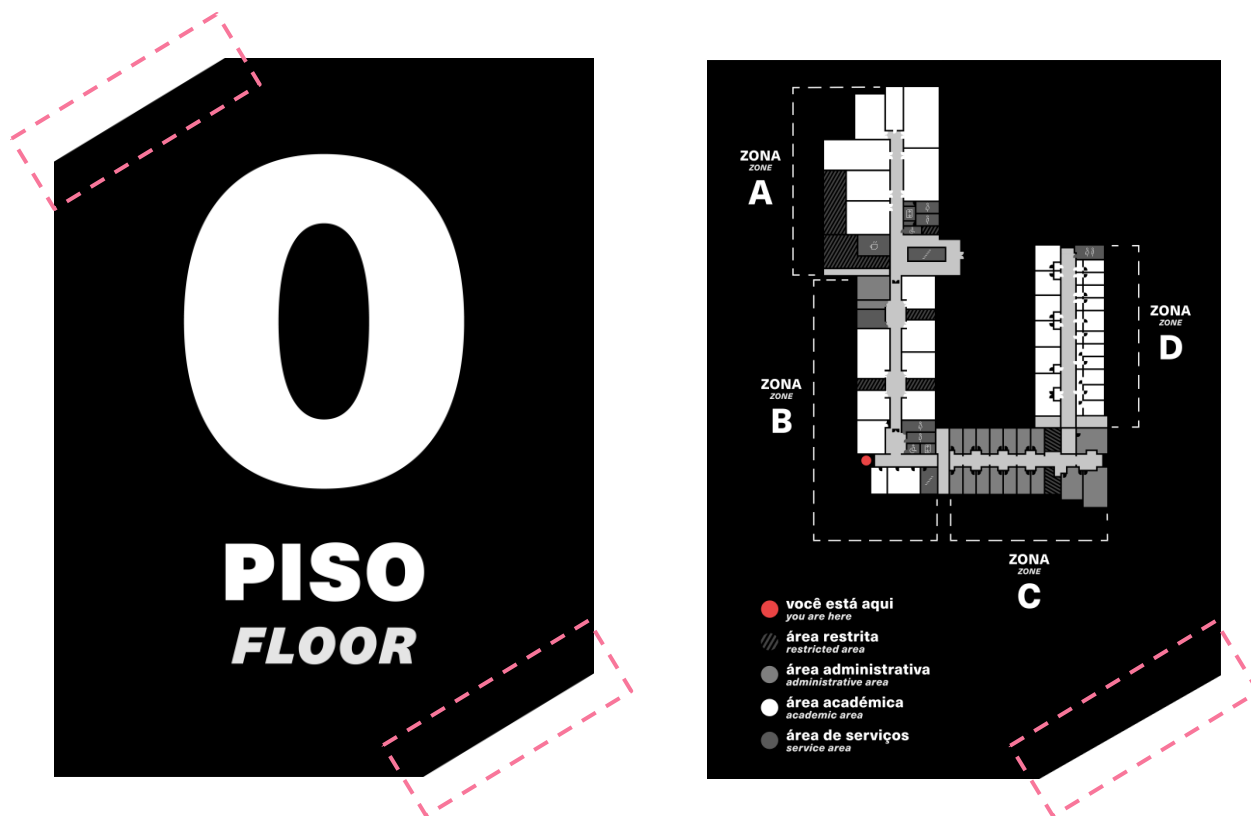 0
PISO
FLOOR
ZONA
ZONE
A
ZONA
ZONE
B
ZONA
ZONE
D
ZONA
ZONE
C
você está aqui
you are here
área restrita
restricted area
área administrativa
administrative area
área académica
academic area
área de serviços
service area